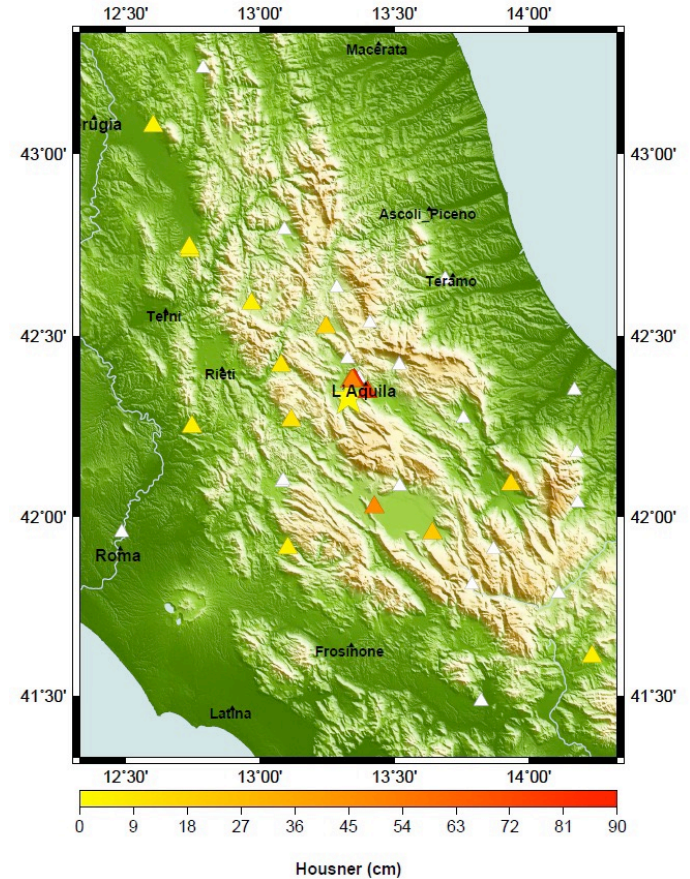 12˚30' 13˚00' 13˚30' 14˚00'
Macerata
rugia
43˚00' 43˚00'
Ascoli_Piceno
Teramo
Terni
42˚30' 42˚30'
Rieti
L'Aquila
42˚00' 42˚00'
Roma
Frosinone
41˚30' 41˚30'
Latina
12˚30' 13˚00' 13˚30' 14˚00'
0 9 18 27 36 45 54 63 72 81 90
Housner (cm)